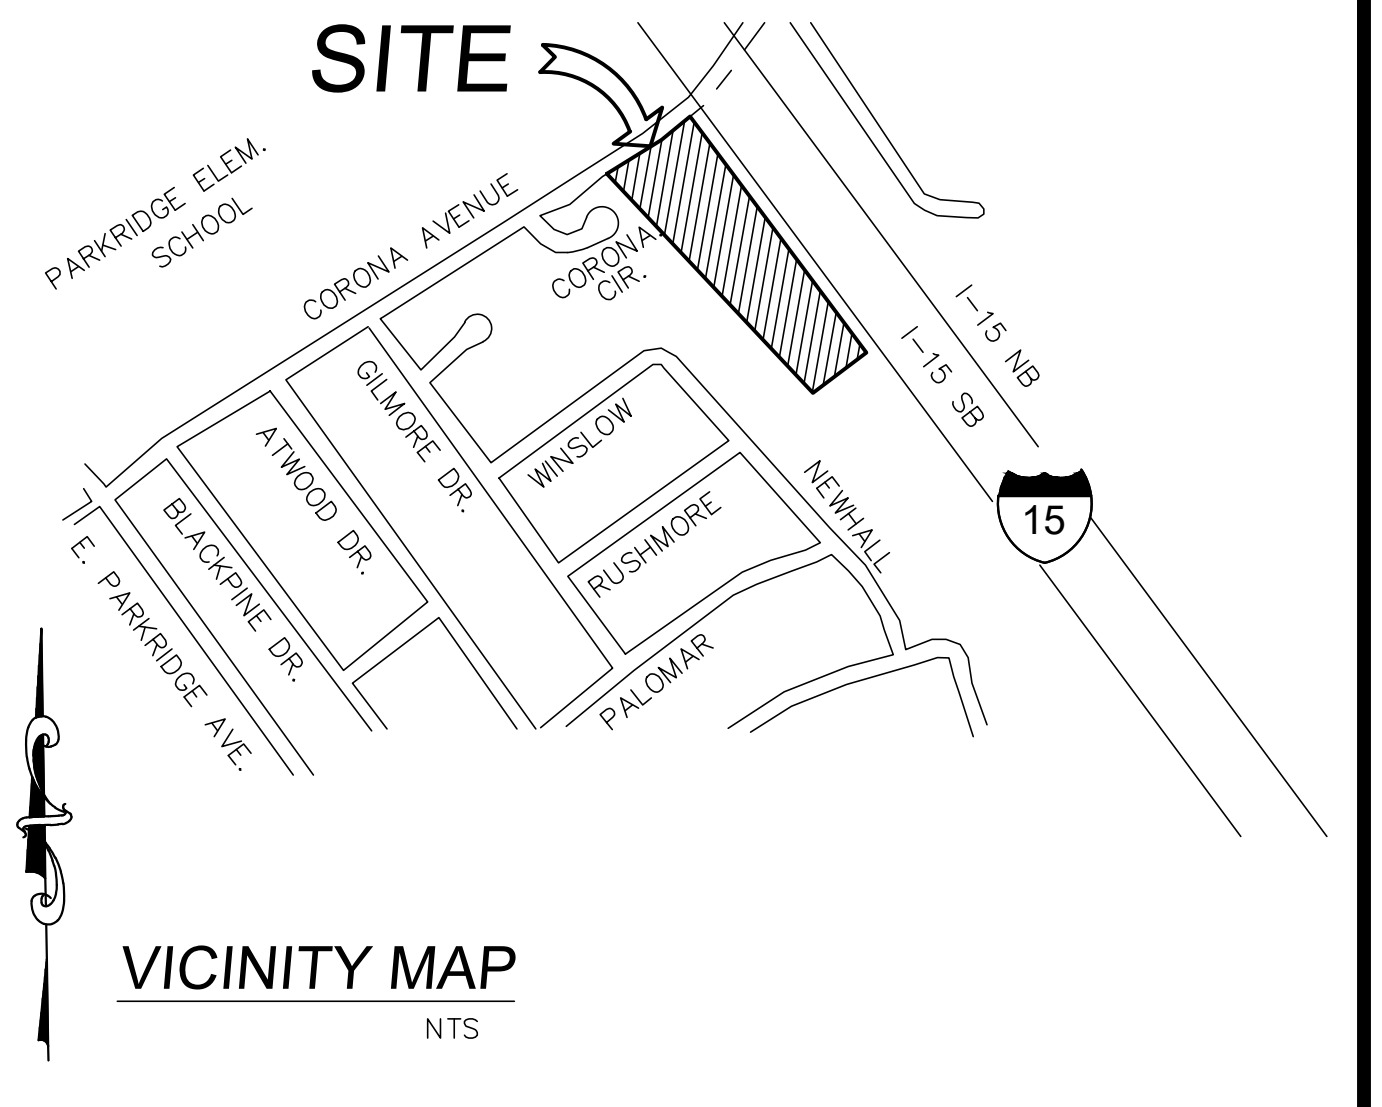 SITE
PARKRIDGE ELEM.
SCHOOL
CORONA AVENUE
CORONA
CIR.
I-15 NB
I-15 SB
GILMORE DR.
WINSLOW
ATWOOD DR.
NEWHALL
RUSHMORE
BLACKPINE DR.
15
E. PARKRIDGE AVE.
PALOMAR
VICINITY MAP
NTS